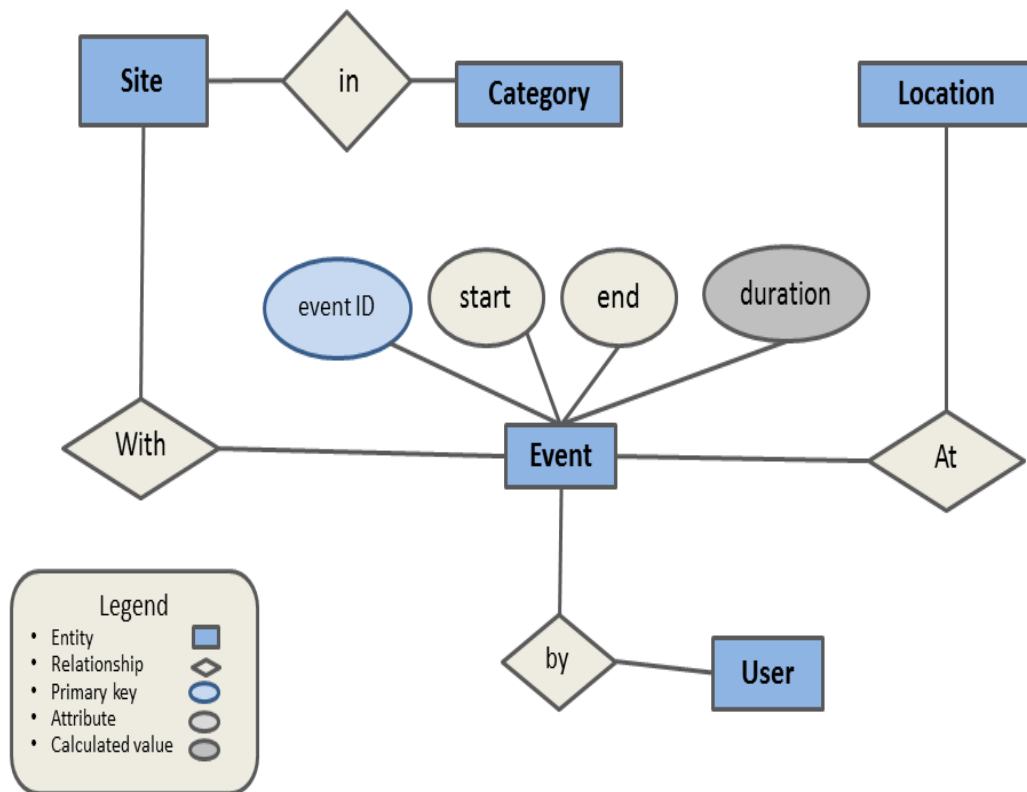 Site
in
Category
Location
event ID
start
end
duration
With
Event
At
by
User
Legend
• Entity
• Relationship
• Primary key
• Attribute
• Calculated value